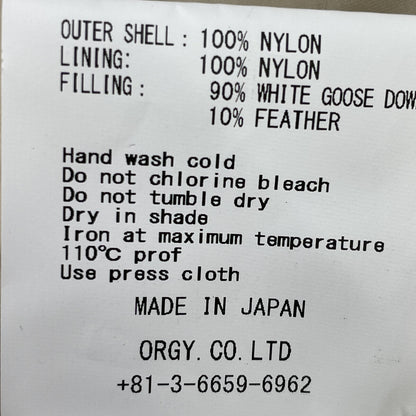 OUTER SHELL : 100% NYLON
LINING: 100% NYLON
FILLING : 90% WHITE GOOSE DOW
10% FEATHER
Hand wash cold
Do not chlorine bleach
Do not tumble dry
Dry in shade
Iron at maximum temperature
110℃ prof
Use press cloth
MADE IN JAPAN
ORGY. CO. LTD
+81-3-6659-6962